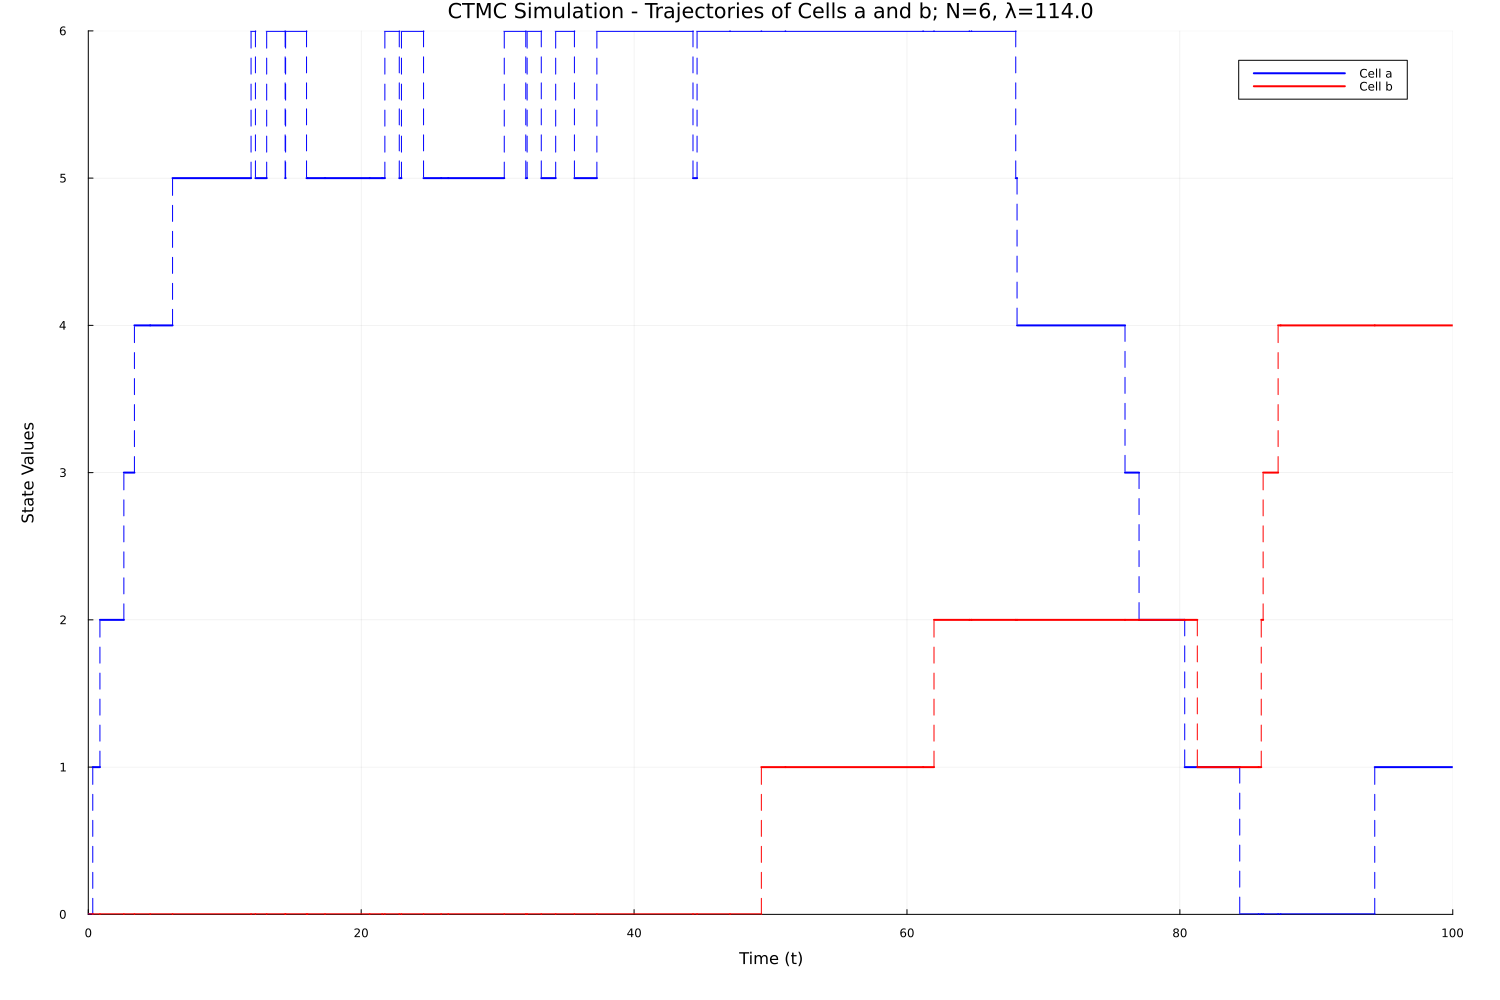 CTMC Simulation - Trajectories of Cells a and b; N=6, λ=114.0
6
5
4
3
2
1
0
State Values
Cell a
Cell b
0 20 40 60 80 100
Time (t)